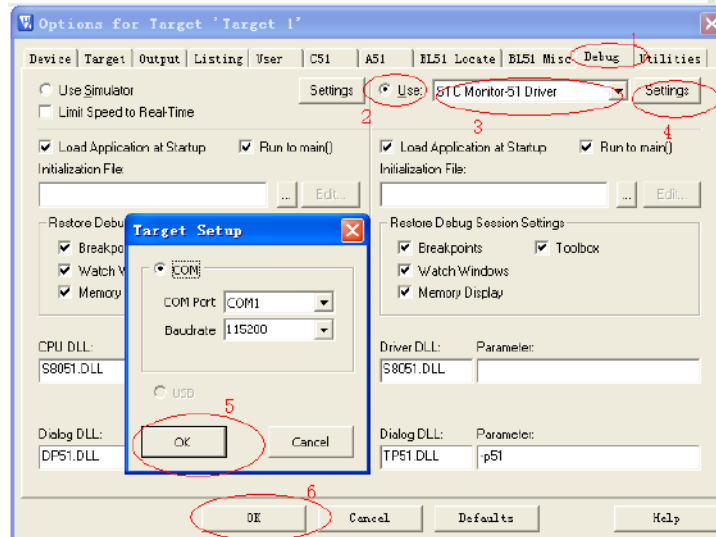 Options for Target 'Target 1'
1
Device Target Output Listing User C51 A51 BL51 Locate BL51 Misc Debug Utilities
Use Simulator Settings Use: STC Monitor-51 Driver Settings
Limit Speed to Real-Time
2 3 4
Load Application at Startup Run to main() Load Application at Startup Run to main()
Initialization File: Initialization File:
... Edit... ... Edit...
Restore Debu Restore Debug Session Settings
Target Setup
Breakpo Breakpoints Toolbox
Watch W Watch Windows
Memory Memory Display
COM
COM Port COM1
Baudrate 115200
CPU DLL: Driver DLL: Parameter:
S8051.DLL S8051.DLL
USB
5
Dialog DLL: Dialog DLL: Parameter:
OK Cancel
DP51.DLL TP51.DLL -p51
6
OK Cancel Defaults Help